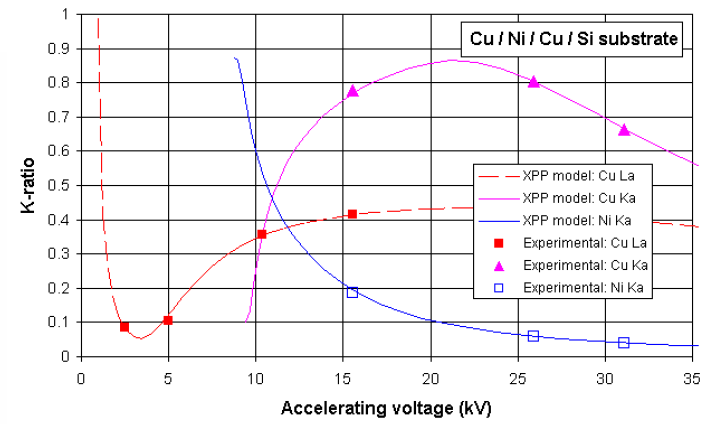 Cu / Ni / Cu / Si substrate
K-ratio
1
0.9
0.8
0.7
0.6
0.5
0.4
0.3
0.2
0.1
0
XPP model: Cu La
XPP model: Cu Ka
XPP model: Ni Ka
Experimental: Cu La
Experimental: Cu Ka
Experimental: Ni Ka
0 5 10 15 20 25 30 35
Accelerating voltage (kV)